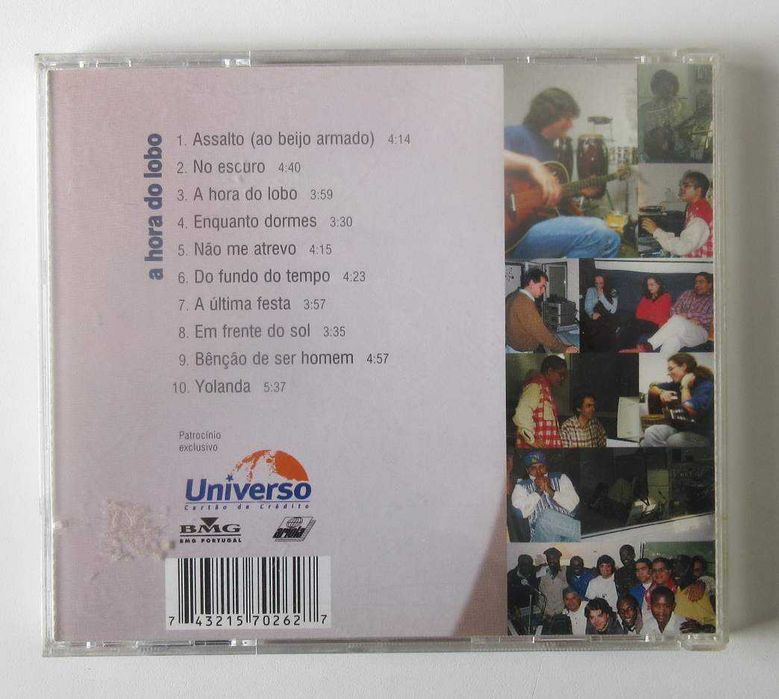 a hora do lobo
1. Assalto (ao beijo armado) 4:14
2. No escuro 4:40
3. A hora do lobo 3:59
4. Enquanto dormes 3:30
5. Não me atrevo 4:15
6. Do fundo do tempo 4:23
7. A última festa 3:57
8. Em frente do sol 3:35
9. Bênção de ser homem 4:57
10. Yolanda 5:37
Patrocínio
exclusivo
Universo
Cartão de Crédito
BMG
BMG PORTUGAL
7 43215 70262 7